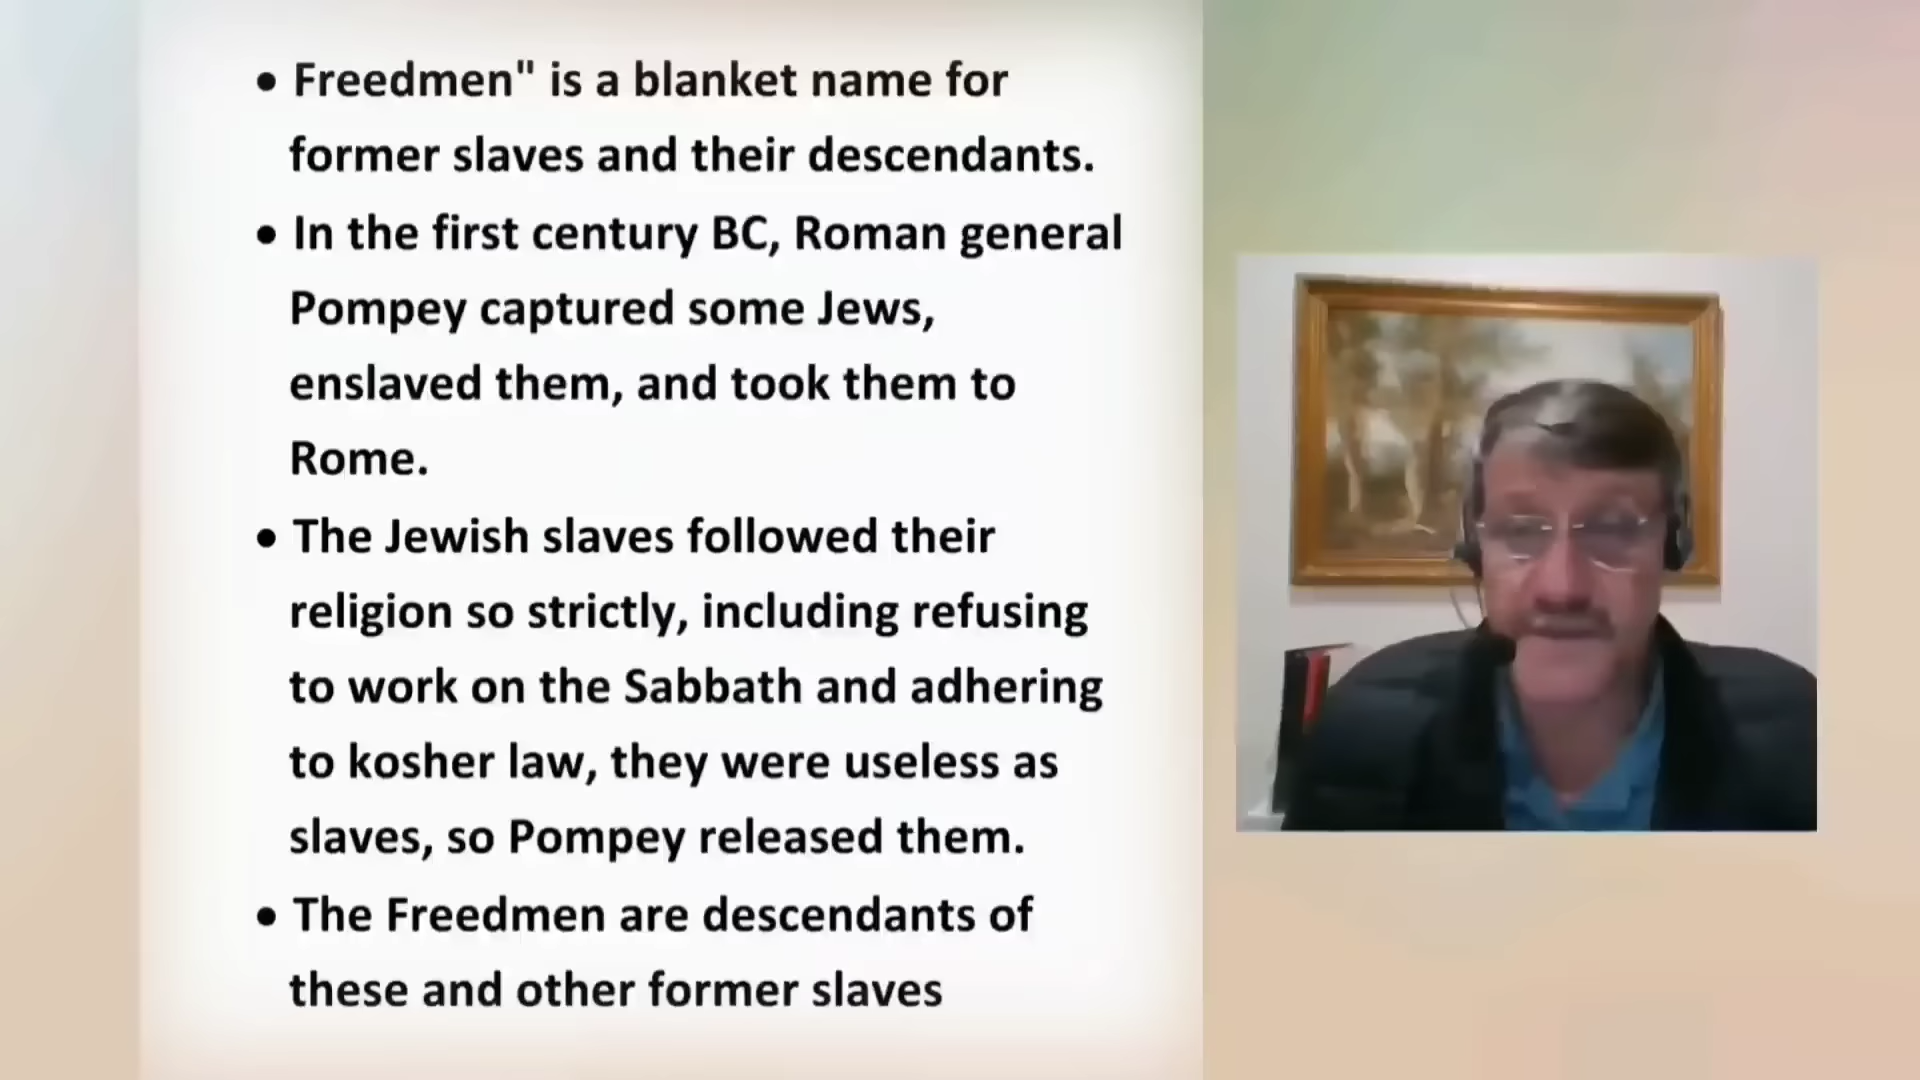 • Freedmen" is a blanket name for
former slaves and their descendants.
• In the first century BC, Roman general
Pompey captured some Jews,
enslaved them, and took them to
Rome.
• The Jewish slaves followed their
religion so strictly, including refusing
to work on the Sabbath and adhering
to kosher law, they were useless as
slaves, so Pompey released them.
• The Freedmen are descendants of
these and other former slaves